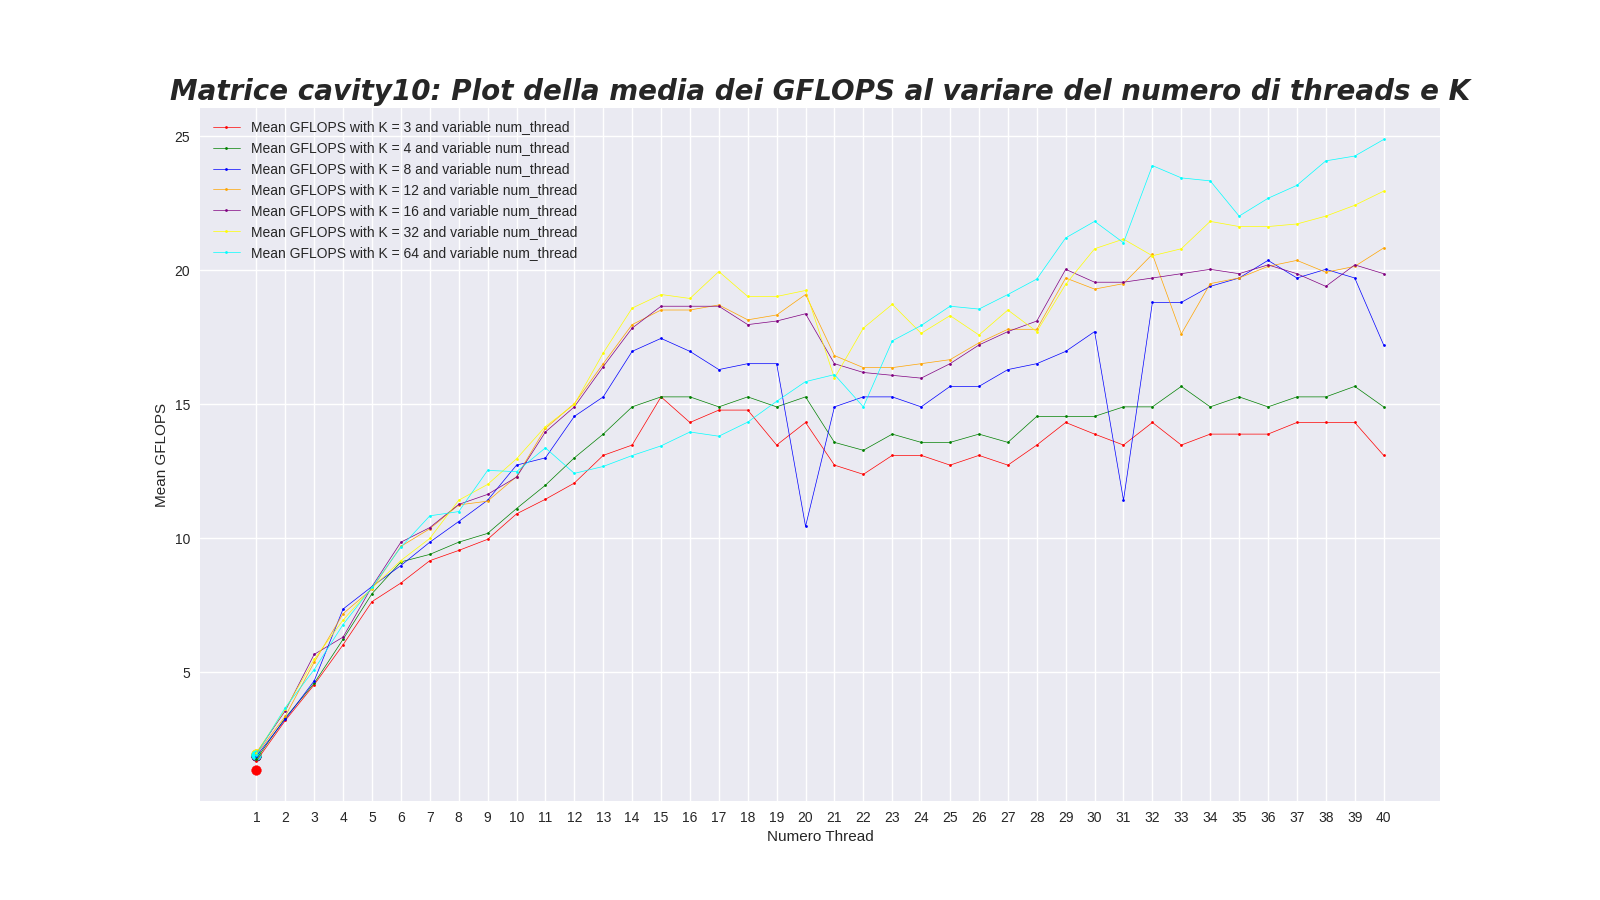 Matrice cavity10: Plot della media dei GFLOPS al variare del numero di threads e K
Mean GFLOPS with K = 3 and variable num_thread
Mean GFLOPS with K = 4 and variable num_thread
Mean GFLOPS with K = 8 and variable num_thread
Mean GFLOPS with K = 12 and variable num_thread
Mean GFLOPS with K = 16 and variable num_thread
Mean GFLOPS with K = 32 and variable num_thread
Mean GFLOPS with K = 64 and variable num_thread
25
20
15
10
5
Mean GFLOPS
1 2 3 4 5 6 7 8 9 10 11 12 13 14 15 16 17 18 19 20 21 22 23 24 25 26 27 28 29 30 31 32 33 34 35 36 37 38 39 40
Numero Thread